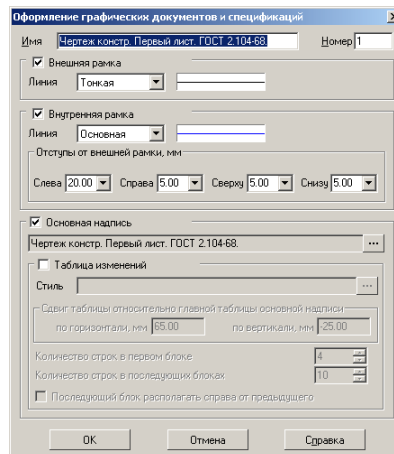 Оформление графических документов и спецификаций
Имя Чертеж констр. Первый лист. ГОСТ 2.104-68. Номер 1
Внешняя рамка
Линия Тонкая
Внутренняя рамка
Линия Основная
Отступы от внешней рамки, мм
Слева 20.00 Справа 5.00 Сверху 5.00 Снизу 5.00
Основная надпись
Чертеж констр. Первый лист. ГОСТ 2.104-68. ...
Таблица изменений
Стиль ...
Сдвиг таблицы относительно главной таблицы основной надписи
по горизонтали, мм 65.00 по вертикали, мм -25.00
Количество строк в первом блоке 4
Количество строк в последующих блоках 10
Последующий блок располагать справа от предыдущего
OK Отмена Справка